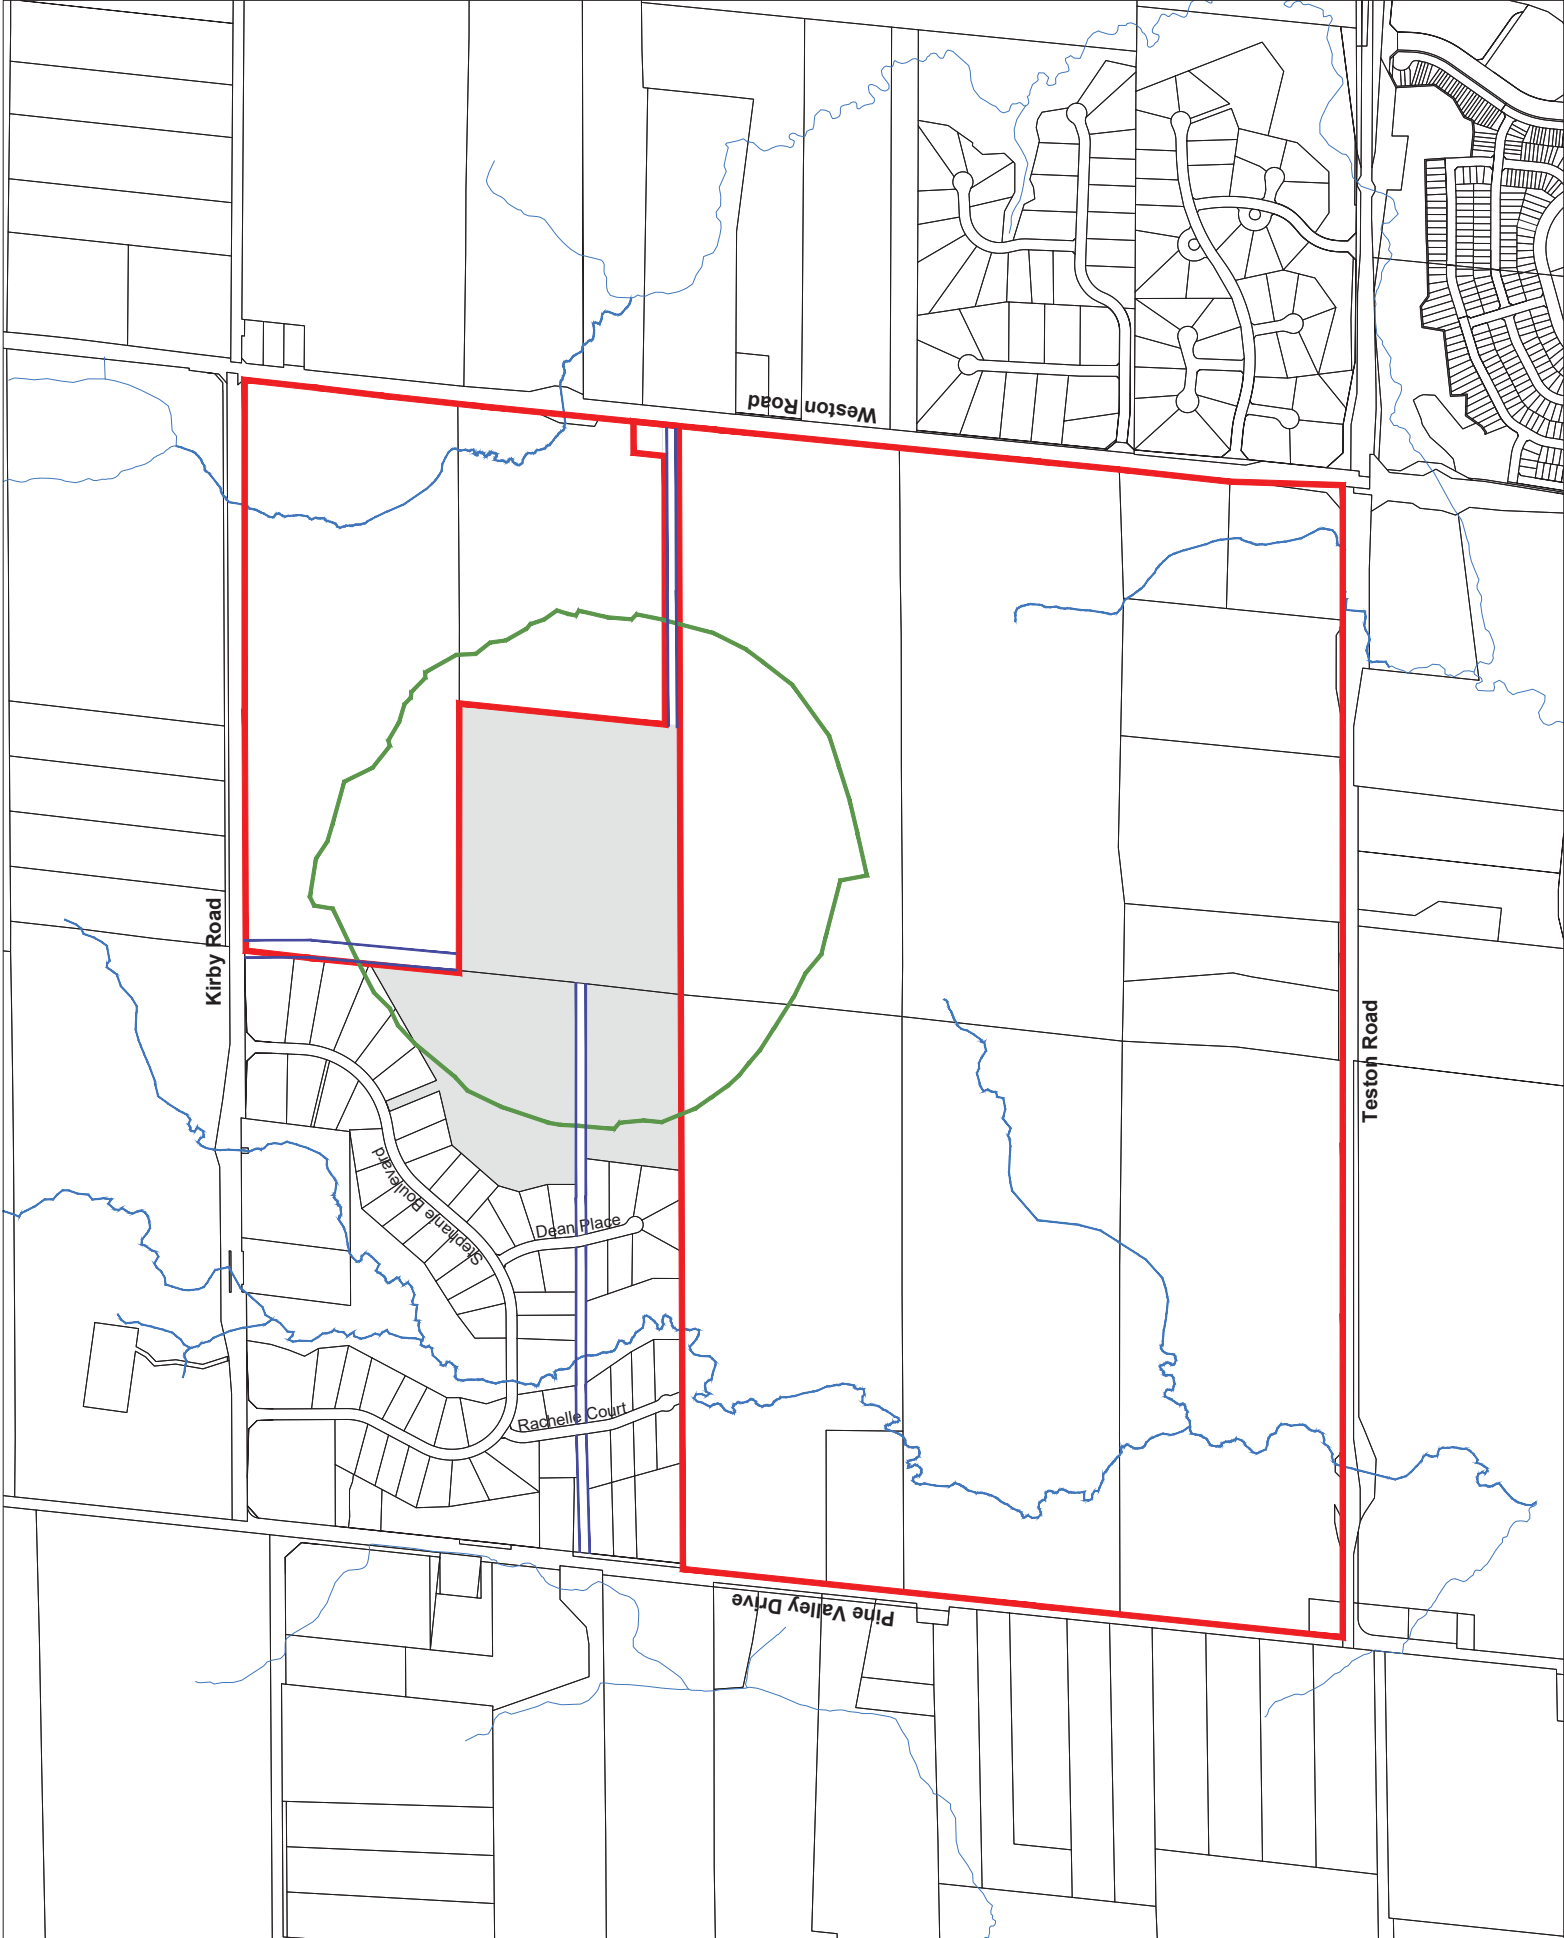 Weston Road
Kirby Road
Teston Road
Stephanie Boulevard
Dean Place
Rachelle Court
Pine Valley Drive